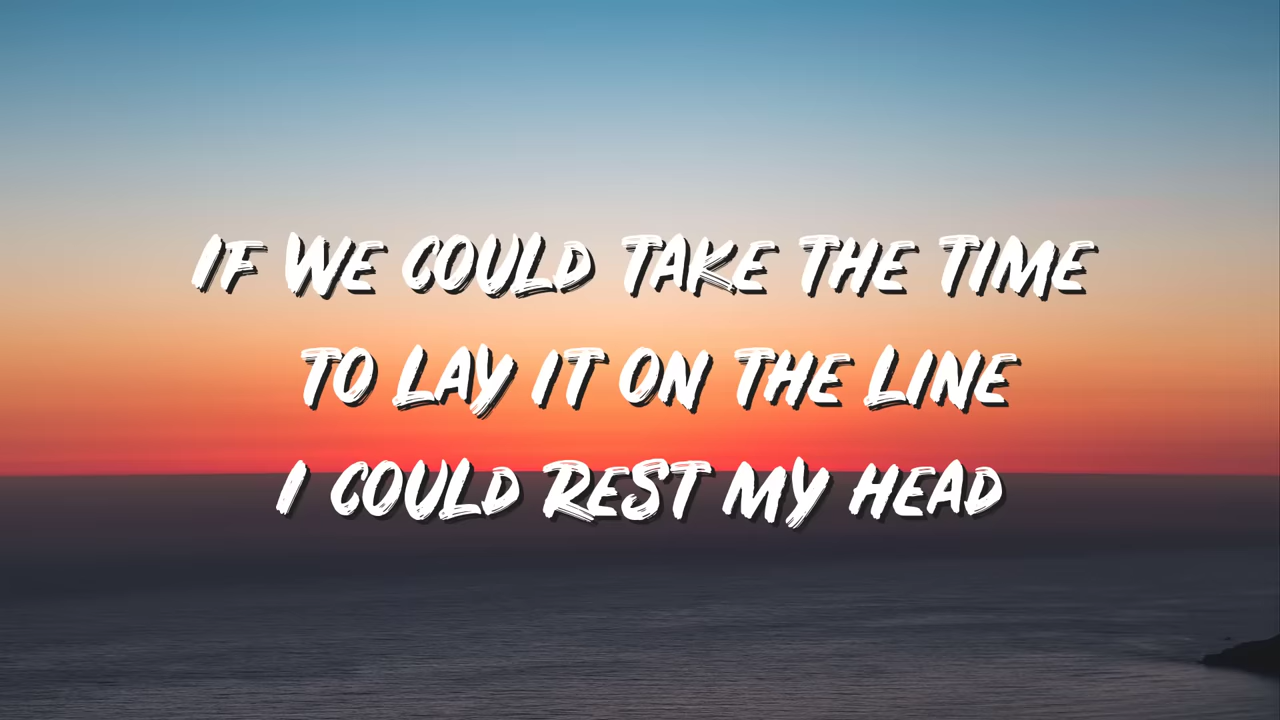 IF WE COULD TAKE THE TIME
TO LAY IT ON THE LINE
I COULD REST MY HEAD